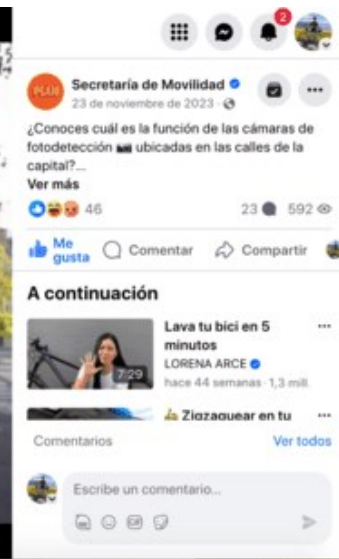 2
Secretaría de Movilidad
23 de noviembre de 2023 ·
¿Conoces cuál es la función de las cámaras de
fotodetección 📷 ubicadas en las calles de la
capital?...
Ver más
46 23 592
Me gusta Comentar Compartir
A continuación
Lava tu bici en 5
minutos
LORENA ARCE
hace 44 semanas · 1,3 mill.
7:29
Zigzaguear en tu
Comentarios Ver todos
Escribe un comentario...
GIF